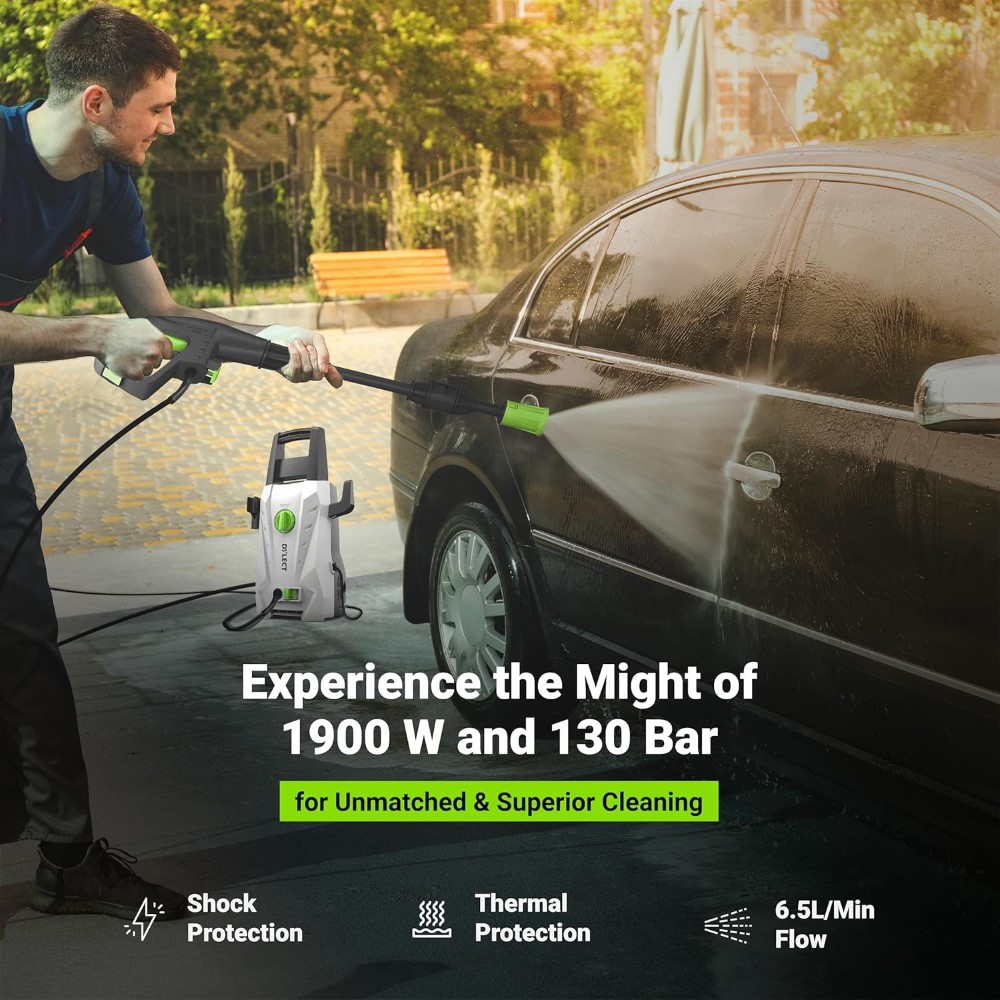 DYLECT
Experience the Might of
1900 W and 130 Bar
for Unmatched & Superior Cleaning
Shock
Protection
Thermal
Protection
6.5L/Min
Flow